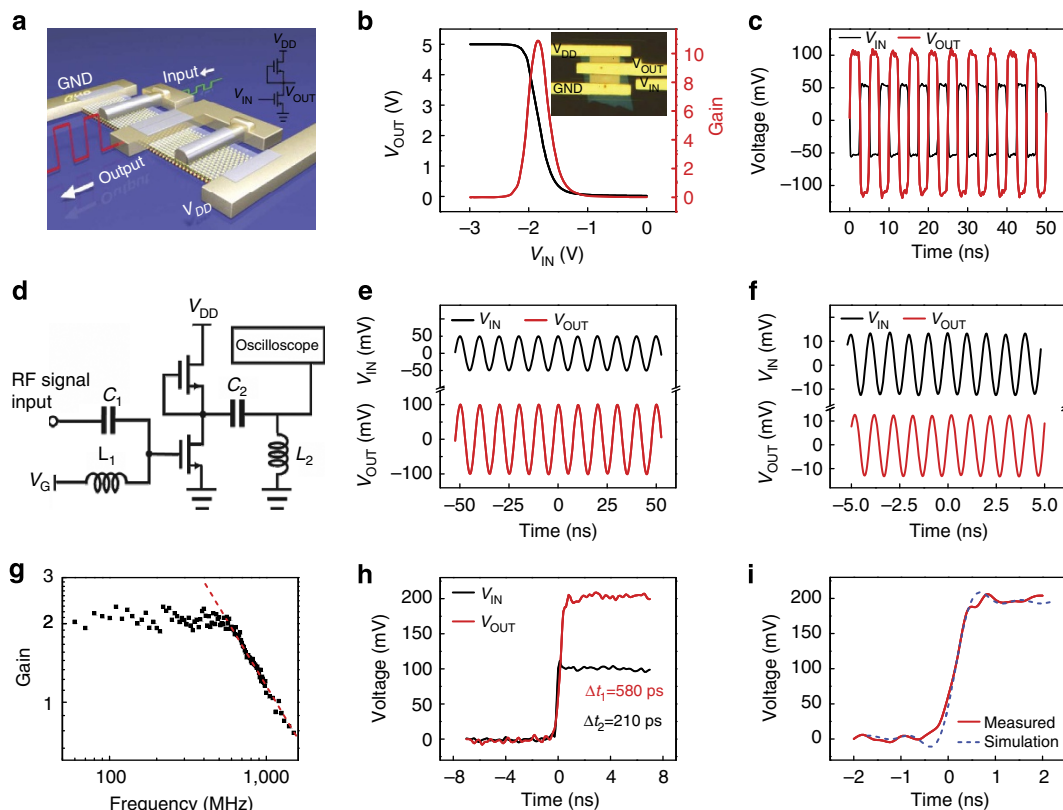 a
GND
Input
V_DD
V_IN
V_OUT
Output
V_DD
b
5
4
3
2
1
0
V_OUT (V)
−3
−2
−1
0
V_IN (V)
10
8
6
4
2
0
Gain
V_DD
V_OUT
GND
V_IN
c
V_IN V_OUT
100
50
0
−50
−100
Voltage (mV)
0 10 20 30 40 50
Time (ns)
d
V_DD
Oscilloscope
RF signal
input
C_1
C_2
L_1
L_2
V_G
e
V_IN V_OUT
50
0
−50
V_IN (mV)
100
0
−100
V_OUT (mV)
−50 −25 0 25 50
Time (ns)
f
V_IN V_OUT
10
0
−10
V_IN (mV)
10
0
−10
V_OUT (mV)
−5.0 −2.5 0.0 2.5 5.0
Time (ns)
g
3
2
1
Gain
100 1,000
Frequency (MHz)
h
V_IN
V_OUT
200
150
100
50
0
Voltage (mV)
Δt_1=580 ps
Δt_2=210 ps
−8 −4 0 4 8
Time (ns)
i
200
150
100
50
0
Voltage (mV)
Measured
Simulation
−2 −1 0 1 2
Time (ns)